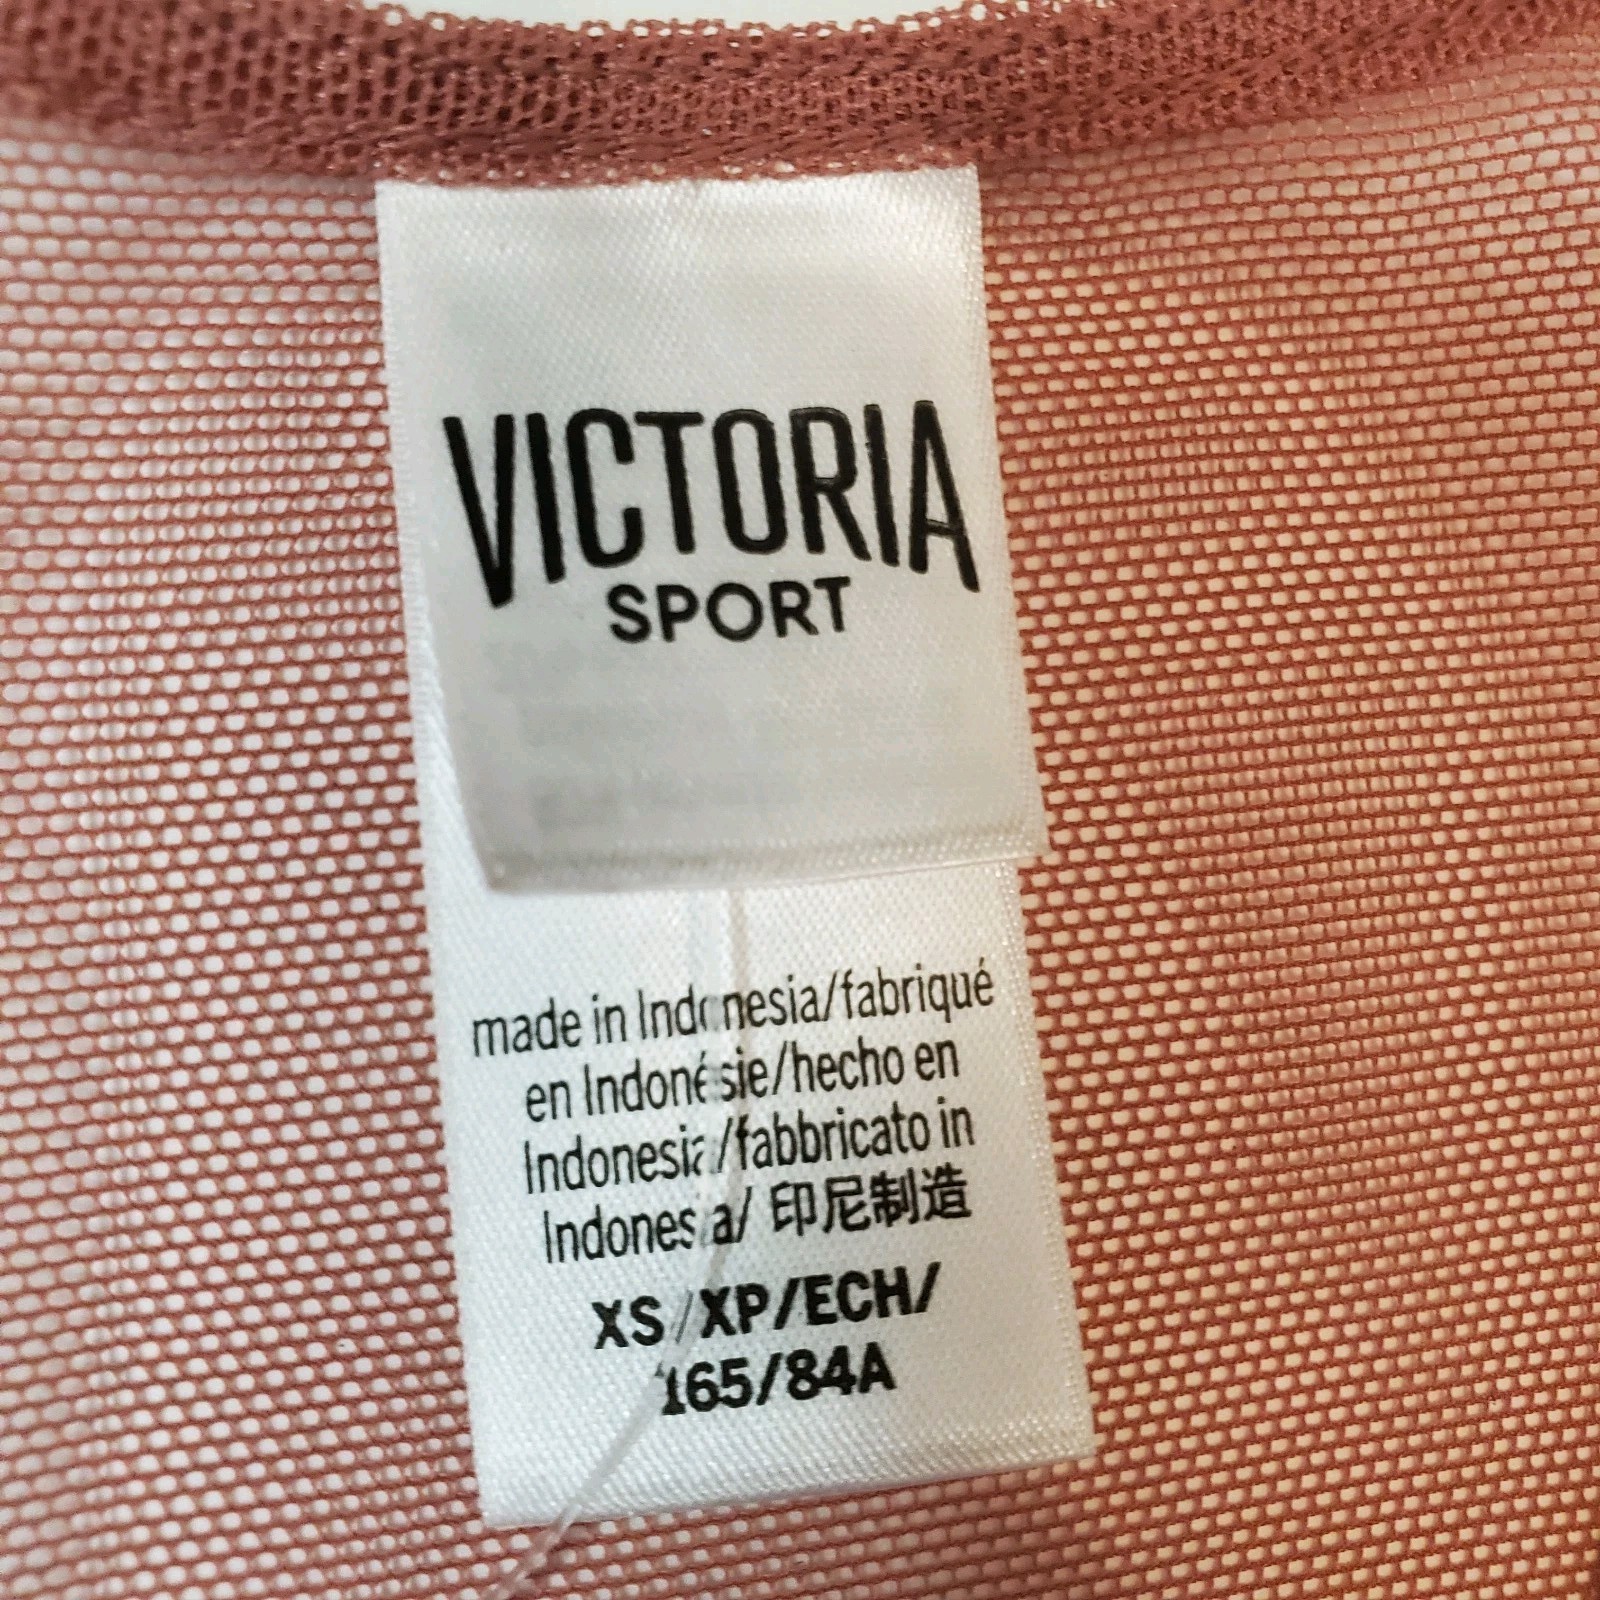 VICTORIA
SPORT
made in Indonesia/fabriqué
en Indonésie/hecho en
Indonesia/fabbricato in
Indonesia/ 印尼制造
XS/XP/ECH/
165/84A